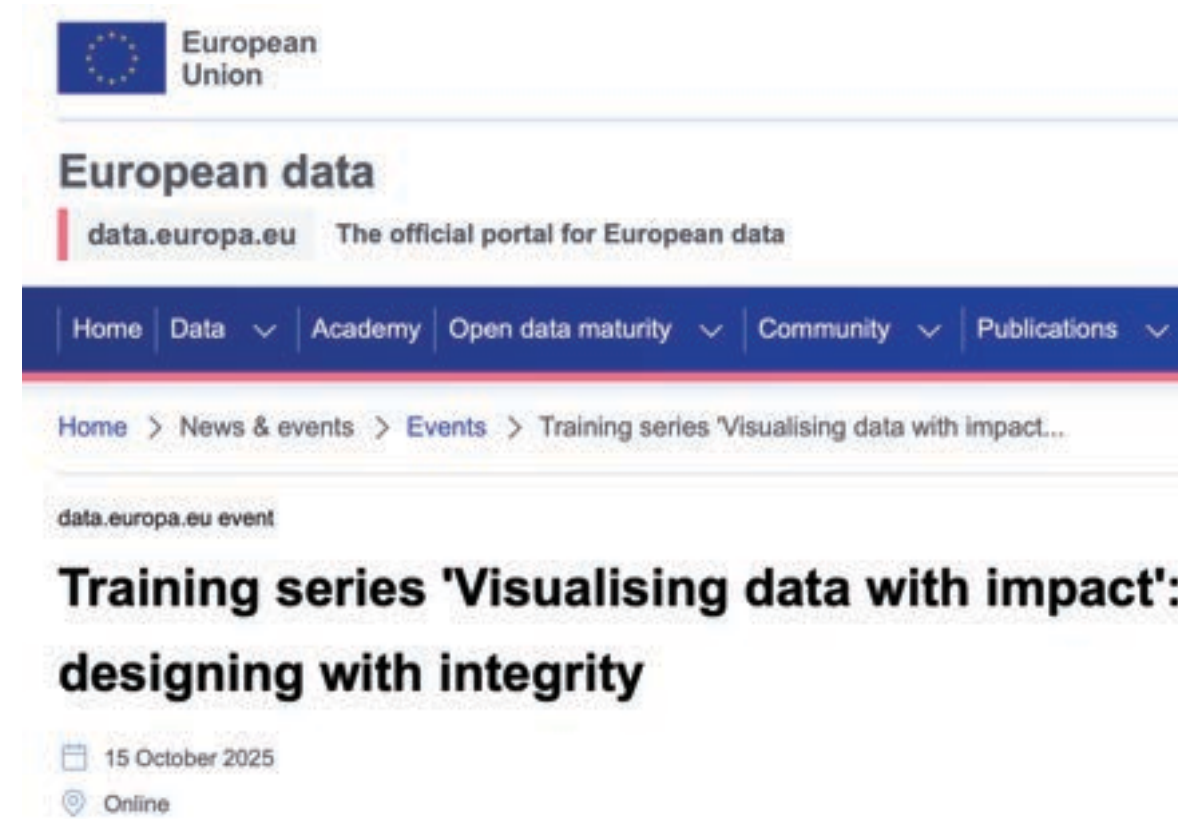 European
Union
European data
data.europa.eu The official portal for European data
Home Data Academy Open data maturity Community Publications
Home > News & events > Events > Training series 'Visualising data with impact...
data.europa.eu event
Training series 'Visualising data with impact':
designing with integrity
15 October 2025
Online